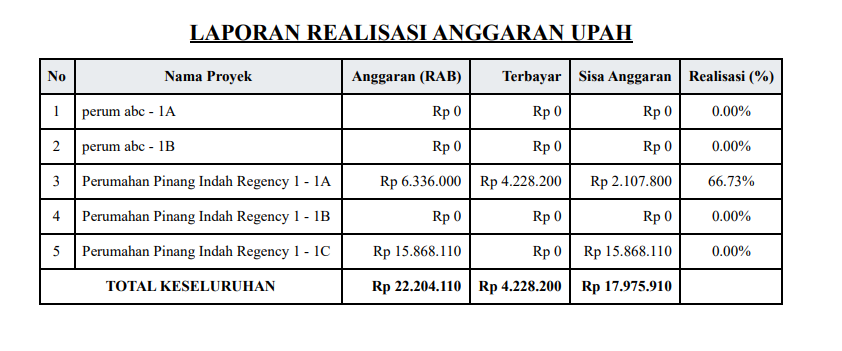 LAPORAN REALISASI ANGGARAN UPAH
No Nama Proyek Anggaran (RAB) Terbayar Sisa Anggaran Realisasi (%)
1 perum abc - 1A Rp 0 Rp 0 Rp 0 0.00%
2 perum abc - 1B Rp 0 Rp 0 Rp 0 0.00%
3 Perumahan Pinang Indah Regency 1 - 1A Rp 6.336.000 Rp 4.228.200 Rp 2.107.800 66.73%
4 Perumahan Pinang Indah Regency 1 - 1B Rp 0 Rp 0 Rp 0 0.00%
5 Perumahan Pinang Indah Regency 1 - 1C Rp 15.868.110 Rp 0 Rp 15.868.110 0.00%
TOTAL KESELURUHAN Rp 22.204.110 Rp 4.228.200 Rp 17.975.910